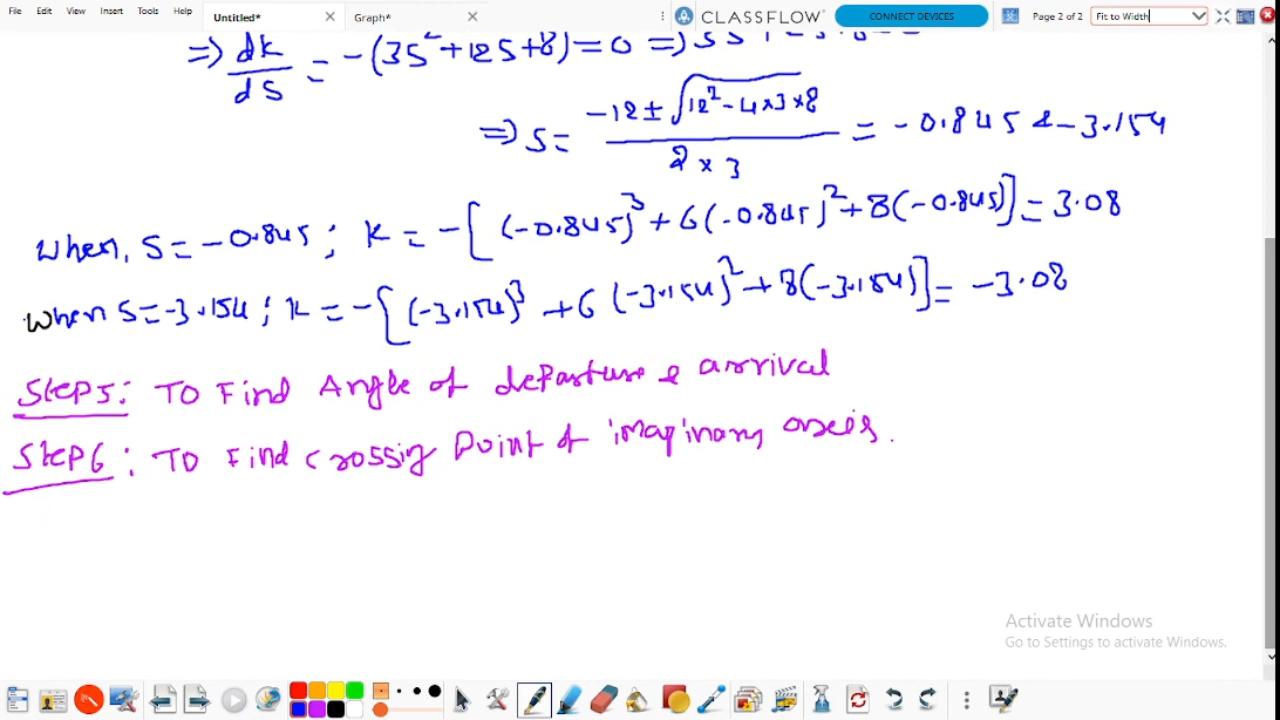 File Edit View Insert Tools Help Untitled* Graph* CLASSFLOW CONNECT DEVICES Page 2 of 2 Fit to Width
=> dk/ds = -(3s²+12s+8) = 0 =>
=> s = (-12 ± √(12² - 4×3×8)) / (2 × 3) = -0.845 & -3.154
when, s = -0.845 ; k = -[(-0.845)³ + 6(-0.845)² + 8(-0.845)] = 3.08
when s = -3.154 ; k = -[(-3.154)³ + 6(-3.154)² + 8(-3.154)] = -3.08
Step5: To Find Angle of departure & arrival
Step6: To Find crossing Point of imaginary axis.
Activate Windows
Go to Settings to activate Windows.